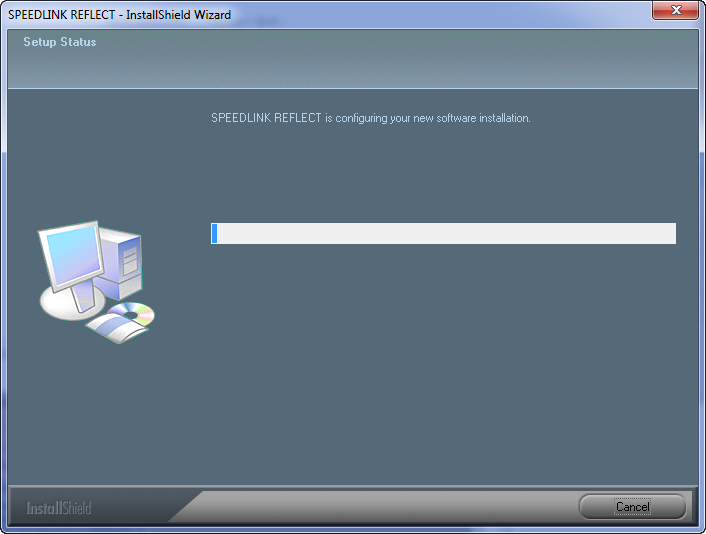 SPEEDLINK REFLECT - InstallShield Wizard
Setup Status
SPEEDLINK REFLECT is configuring your new software installation.
InstallShield
Cancel